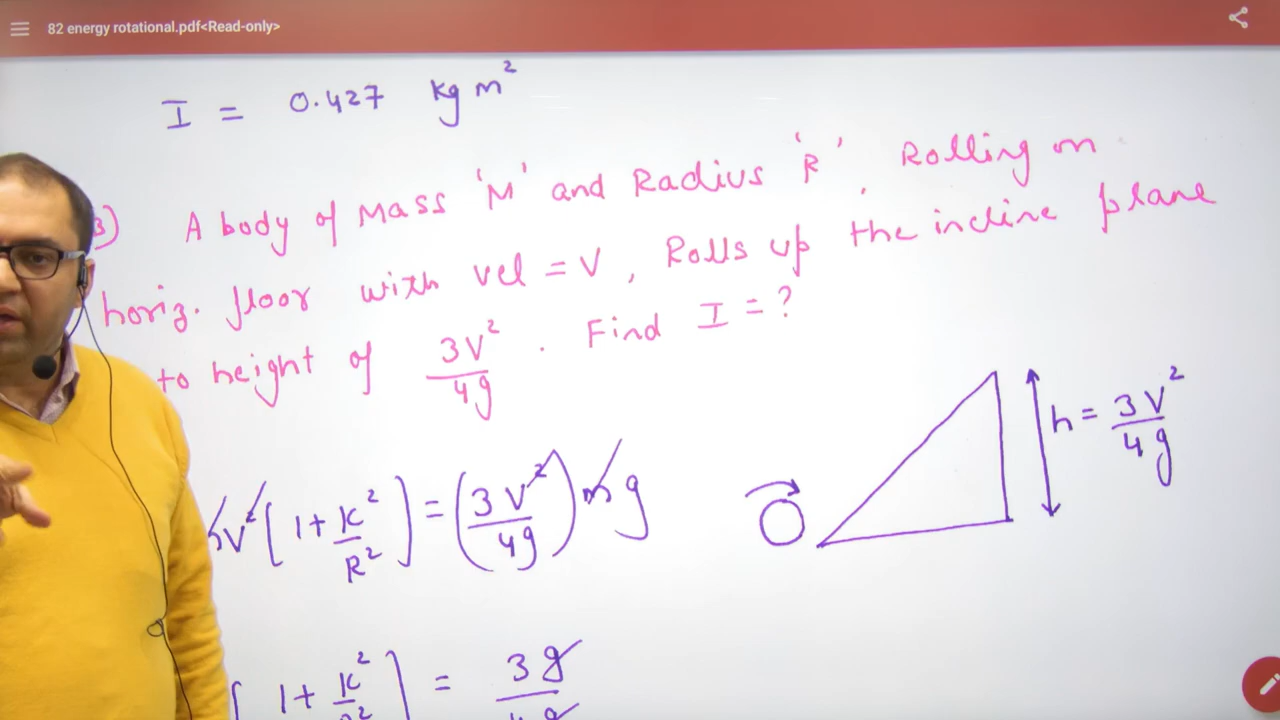 82 energy rotational.pdf<Read-only>
I = 0.427 kg m²
3) A body of Mass 'M' and Radius 'R', Rolling on
horiz. floor with vel = V, Rolls up the incline plane
to height of 3V²/4g. Find I = ?
h = 3V²/4g
V² [1 + K²/R²] = (3V²/4g) mg
[1 + K²/R²] = 3g/4g